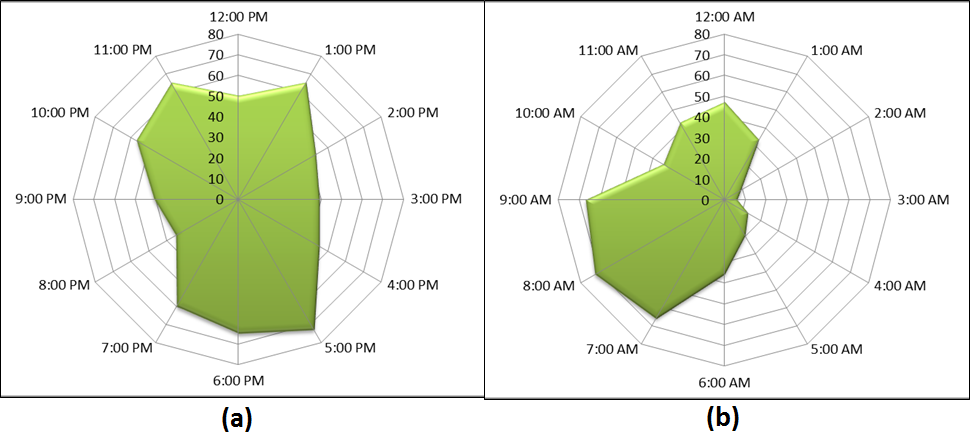 12:00 PM
1:00 PM
2:00 PM
3:00 PM
4:00 PM
5:00 PM
6:00 PM
7:00 PM
8:00 PM
9:00 PM
10:00 PM
11:00 PM
80
70
60
50
40
30
20
10
0
(a)
12:00 AM
1:00 AM
2:00 AM
3:00 AM
4:00 AM
5:00 AM
6:00 AM
7:00 AM
8:00 AM
9:00 AM
10:00 AM
11:00 AM
80
70
60
50
40
30
20
10
0
(b)